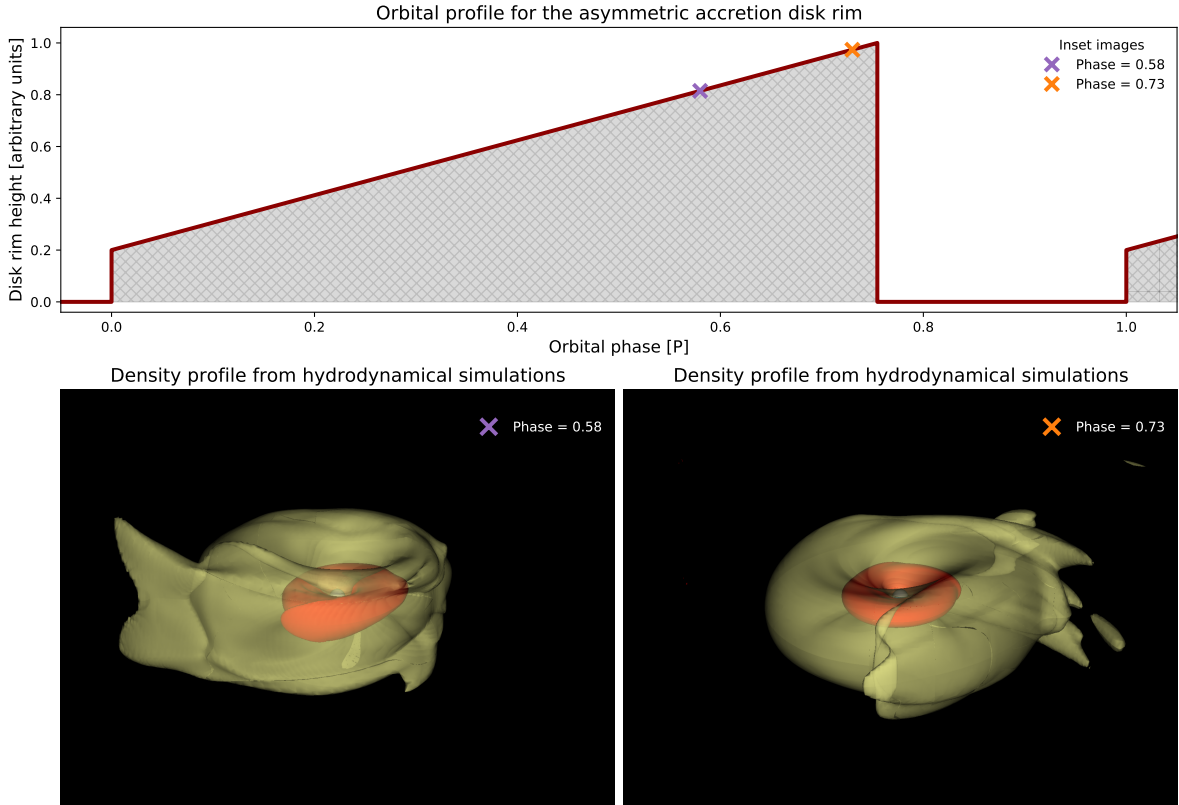 Orbital profile for the asymmetric accretion disk rim
Disk rim height [arbitrary units]
1.0
0.8
0.6
0.4
0.2
0.0
Inset images
Phase = 0.58
Phase = 0.73
0.0 0.2 0.4 0.6 0.8 1.0
Orbital phase [P]
Density profile from hydrodynamical simulations
Phase = 0.58
Density profile from hydrodynamical simulations
Phase = 0.73